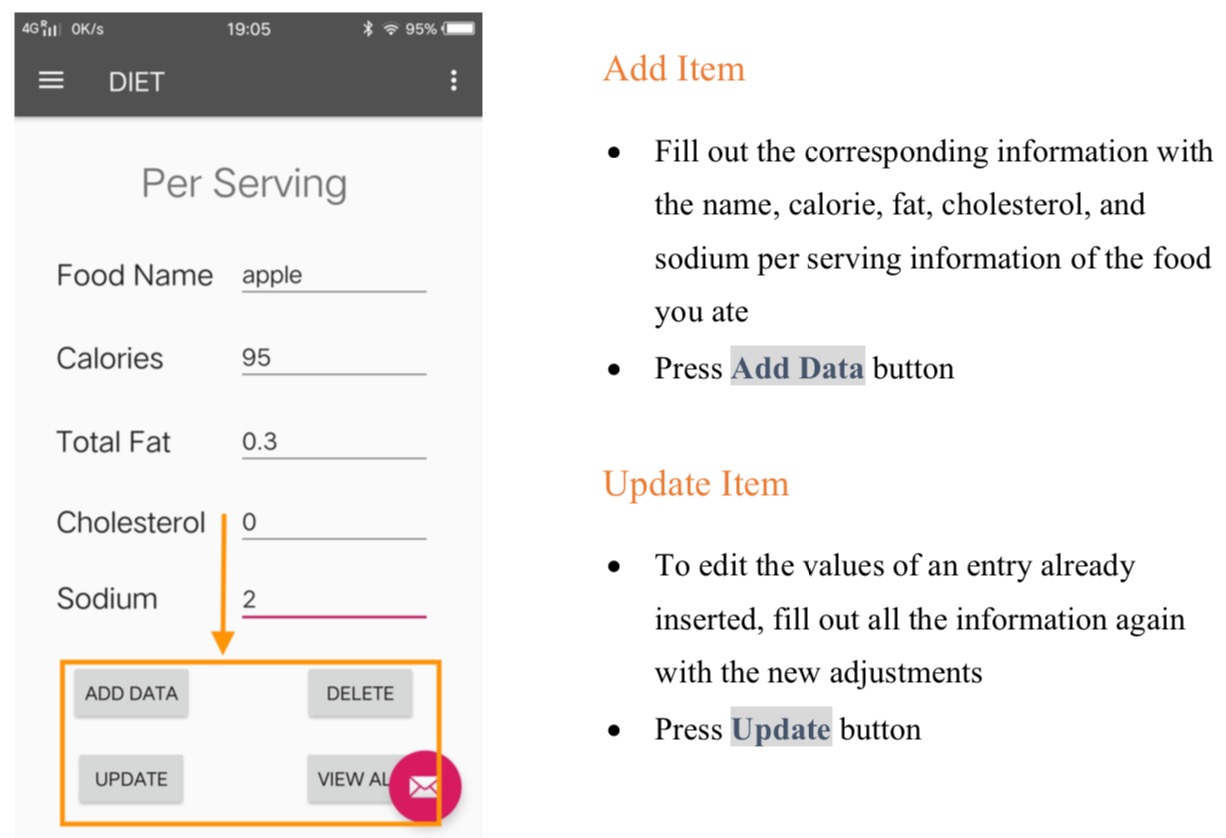 4G R 0K/s 19:05 95%
DIET
Per Serving
Food Name apple
Calories 95
Total Fat 0.3
Cholesterol 0
Sodium 2
ADD DATA DELETE
UPDATE VIEW AL
Add Item
• Fill out the corresponding information with
the name, calorie, fat, cholesterol, and
sodium per serving information of the food
you ate
• Press Add Data button
Update Item
• To edit the values of an entry already
inserted, fill out all the information again
with the new adjustments
• Press Update button